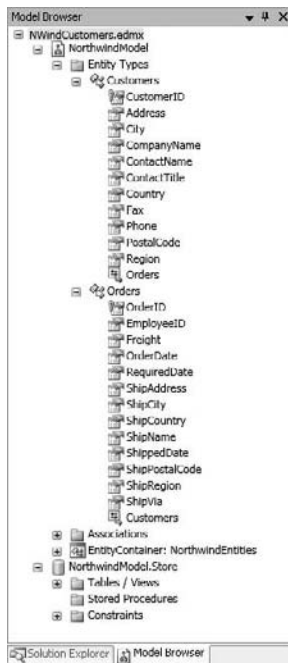 Model Browser
NWindCustomers.edmx
NorthwindModel
Entity Types
Customers
CustomerID
Address
City
CompanyName
ContactName
ContactTitle
Country
Fax
Phone
PostalCode
Region
Orders
Orders
OrderID
EmployeeID
Freight
OrderDate
RequiredDate
ShipAddress
ShipCity
ShipCountry
ShipName
ShippedDate
ShipPostalCode
ShipRegion
ShipVia
Customers
Associations
EntityContainer: NorthwindEntities
NorthwindModel.Store
Tables / Views
Stored Procedures
Constraints
Solution Explorer Model Browser